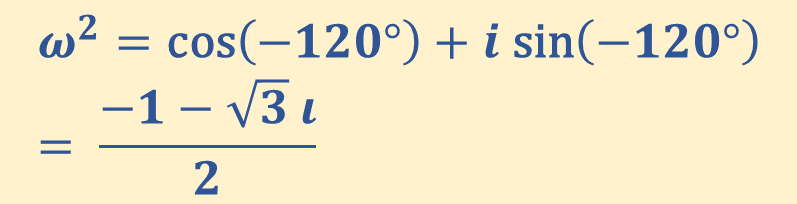 ω² = cos(−120°) + i sin(−120°)
= (−1 − √3 ι) / 2